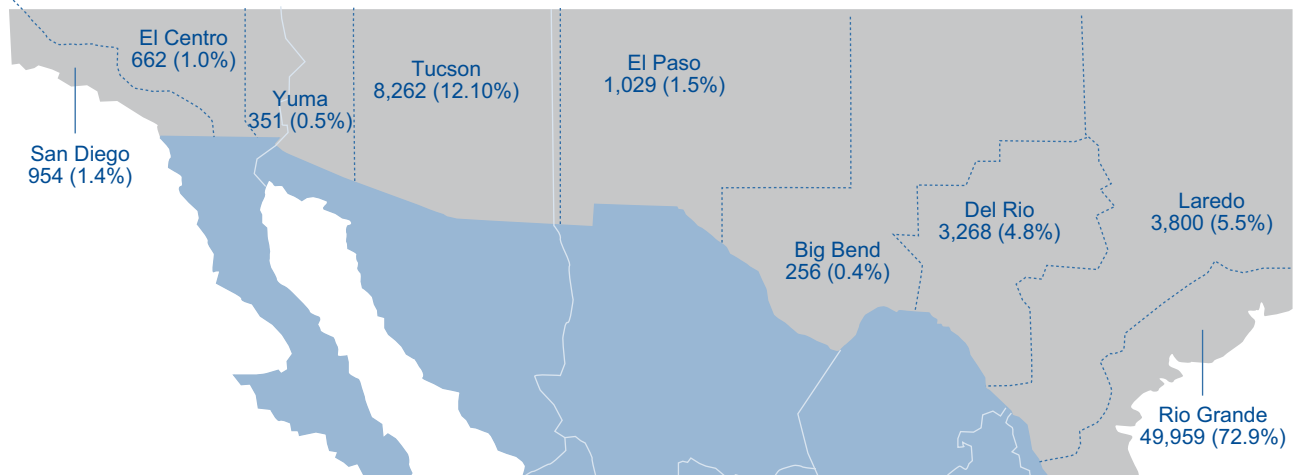 El Centro
662 (1.0%)
Yuma
351 (0.5%)
Tucson
8,262 (12.10%)
El Paso
1,029 (1.5%)
San Diego
954 (1.4%)
Big Bend
256 (0.4%)
Del Rio
3,268 (4.8%)
Laredo
3,800 (5.5%)
Rio Grande
49,959 (72.9%)